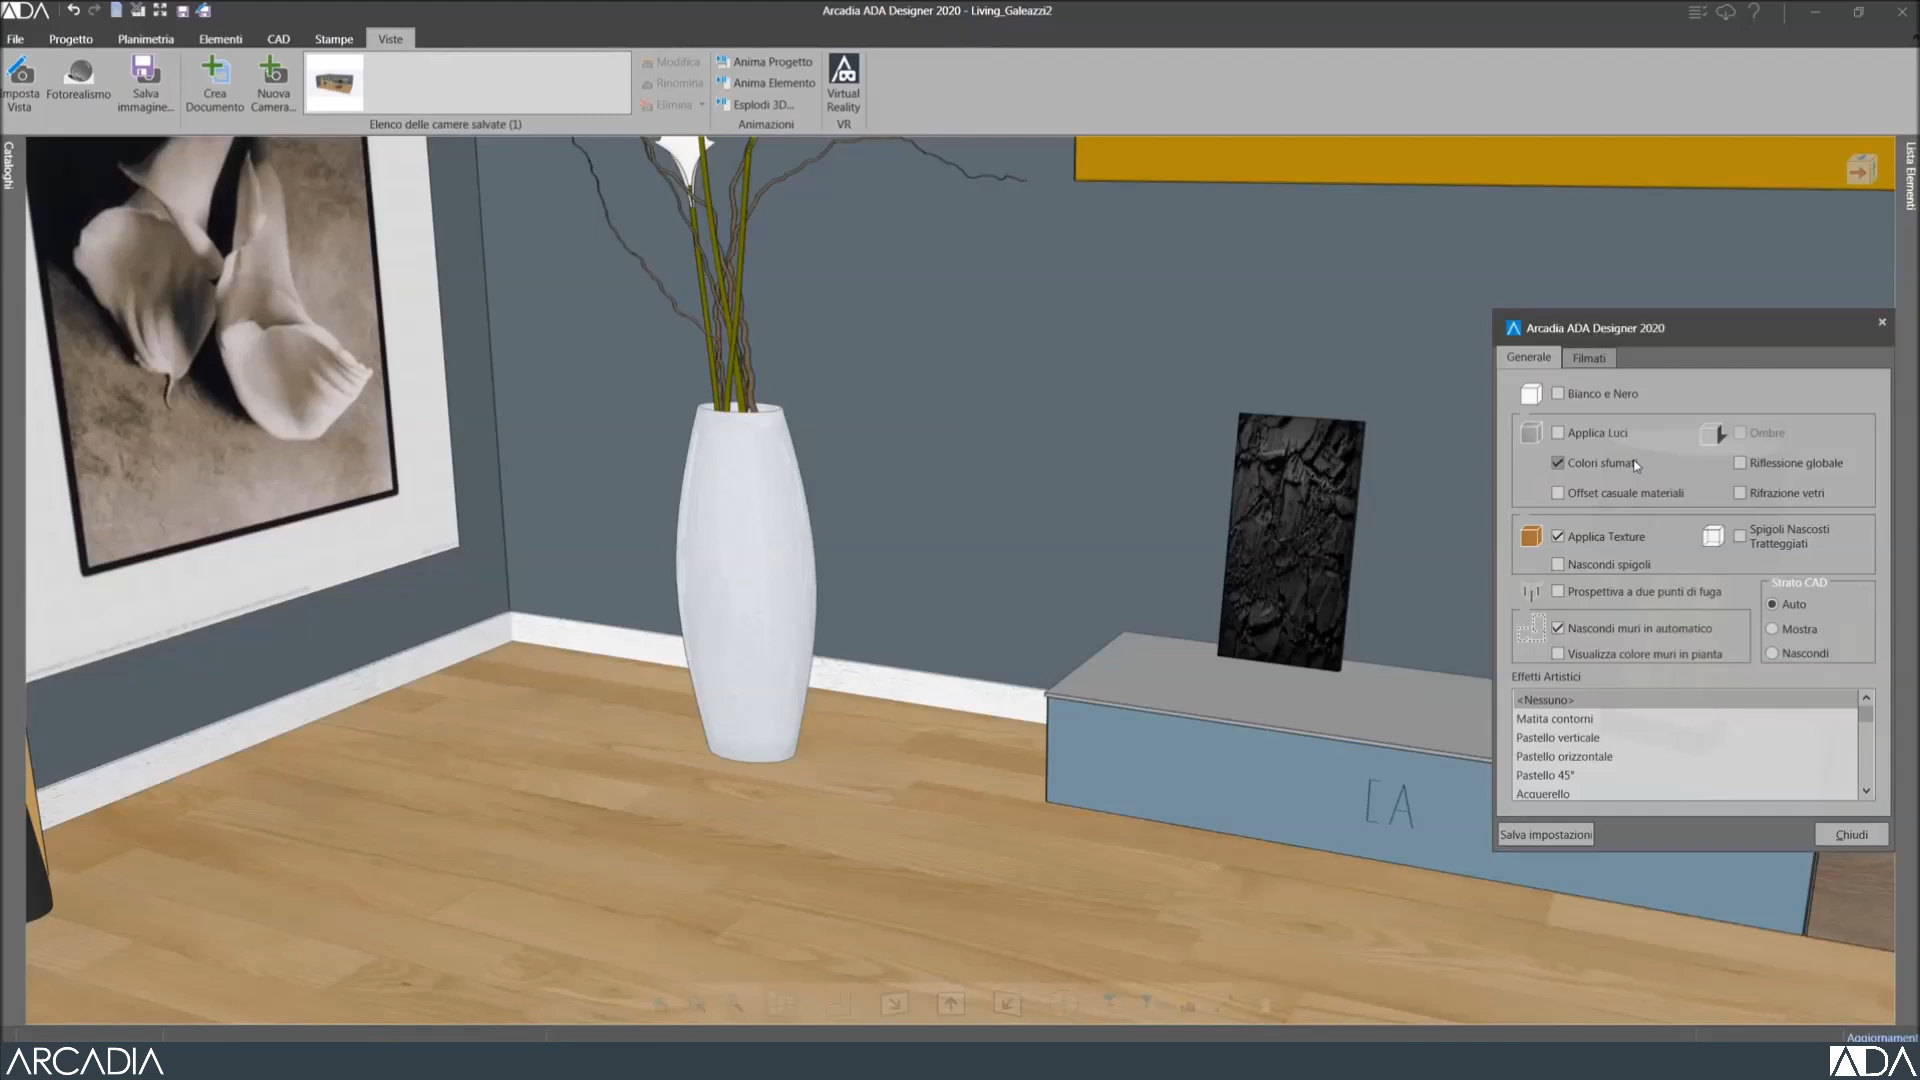 ADA
Arcadia ADA Designer 2020 - Living_Galeazzi2
File Progetto Planimetria Elementi CAD Stampe Viste
Imposta Vista
Fotorealismo
Salva immagine...
Crea Documento
Nuova Camera...
Elenco delle camere salvate (1)
Modifica
Rinomina
Elimina
Anima Progetto
Anima Elemento
Esplodi 3D...
Animazioni
Virtual Reality
VR
Cataloghi
Lista Elementi
Arcadia ADA Designer 2020
Generale Filmati
Bianco e Nero
Applica Luci Ombre
Colori sfumati Riflessione globale
Offset casuale materiali Rifrazione vetri
Applica Texture Spigoli Nascosti Tratteggiati
Nascondi spigoli
Prospettiva a due punti di fuga
Strato CAD
Auto
Nascondi muri in automatico Mostra
Visualizza colore muri in pianta Nascondi
Effetti Artistici
<Nessuno>
Matita contorni
Pastello verticale
Pastello orizzontale
Pastello 45°
Acquerello
Salva impostazioni Chiudi
CA
Aggiornament
ARCADIA
ADA